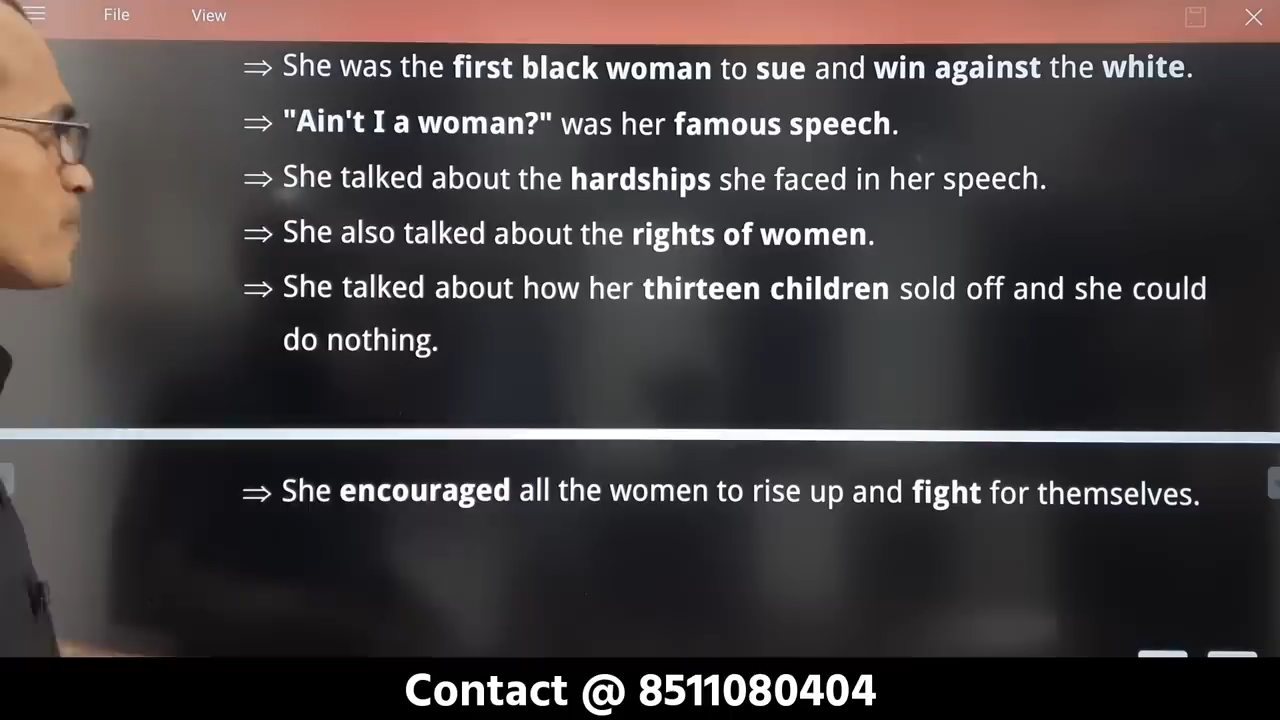 File View
⇒ She was the first black woman to sue and win against the white.
⇒ "Ain't I a woman?" was her famous speech.
⇒ She talked about the hardships she faced in her speech.
⇒ She also talked about the rights of women.
⇒ She talked about how her thirteen children sold off and she could
do nothing.
⇒ She encouraged all the women to rise up and fight for themselves.
Contact @ 8511080404